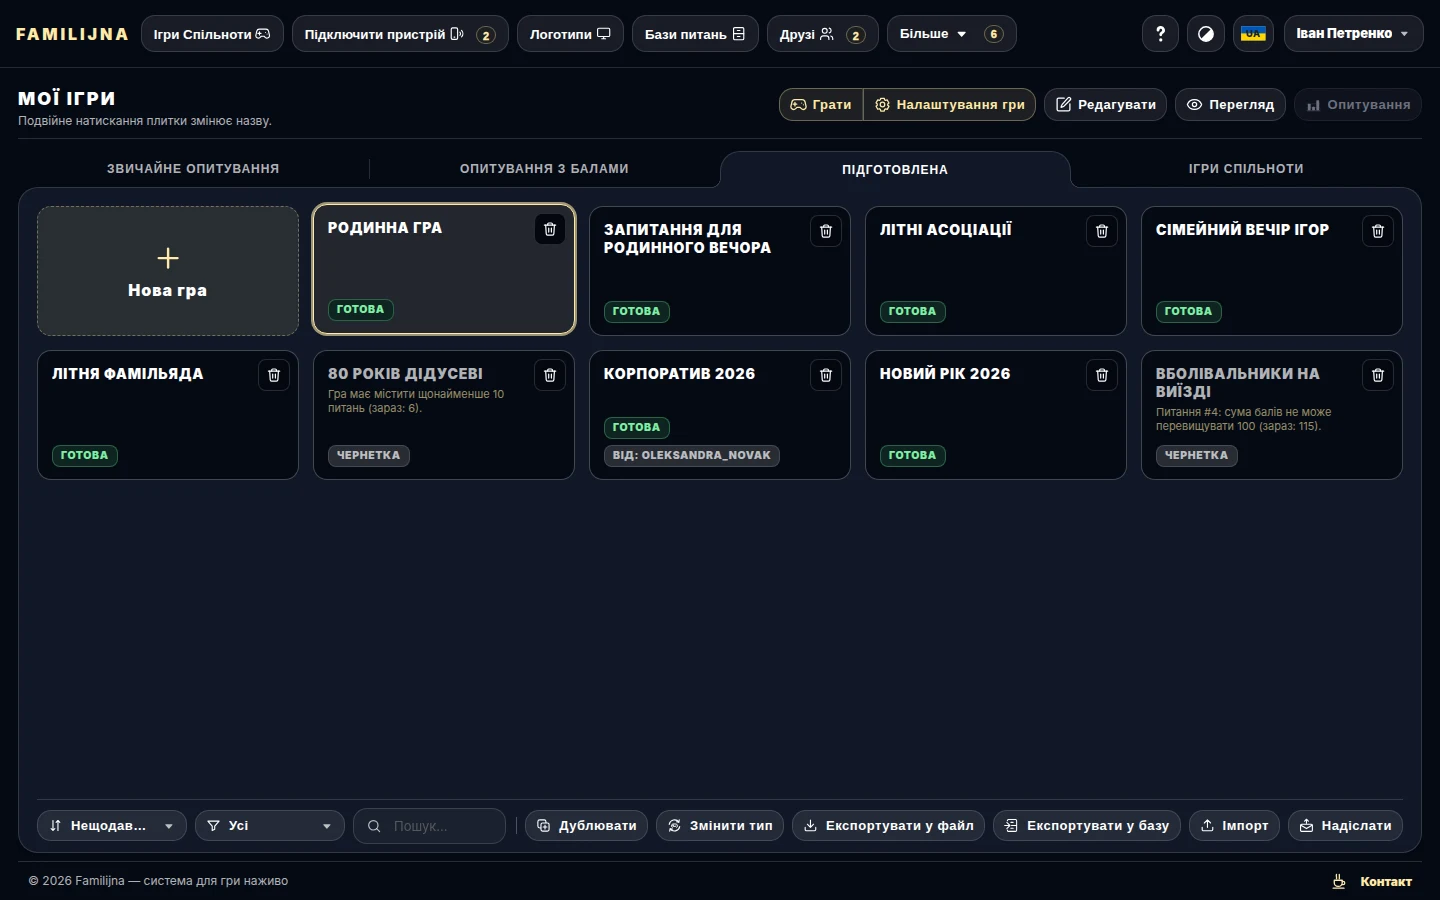 FAMILIJNA
Ігри Спільноти
Підключити пристрій 2
Логотипи
Бази питань
Друзі 2
Більше 6
?
UA
Іван Петренко
МОЇ ІГРИ
Подвійне натискання плитки змінює назву.
Грати
Налаштування гри
Редагувати
Перегляд
Опитування
ЗВИЧАЙНЕ ОПИТУВАННЯ
ОПИТУВАННЯ З БАЛАМИ
ПІДГОТОВЛЕНА
ІГРИ СПІЛЬНОТИ
Нова гра
РОДИННА ГРА
ГОТОВА
ЗАПИТАННЯ ДЛЯ
РОДИННОГО ВЕЧОРА
ГОТОВА
ЛІТНІ АСОЦІАЦІЇ
ГОТОВА
СІМЕЙНИЙ ВЕЧІР ІГОР
ГОТОВА
ЛІТНЯ ФАМІЛЬЯДА
ГОТОВА
80 РОКІВ ДІДУСЕВІ
Гра має містити щонайменше 10
питань (зараз: 6).
ЧЕРНЕТКА
КОРПОРАТИВ 2026
ГОТОВА
ВІД: OLEKSANDRA_NOVAK
НОВИЙ РІК 2026
ГОТОВА
ВБОЛІВАЛЬНИКИ НА
ВИЇЗДІ
Питання #4: сума балів не може
перевищувати 100 (зараз: 115).
ЧЕРНЕТКА
Нещодав...
Усі
Пошук...
Дублювати
Змінити тип
Експортувати у файл
Експортувати у базу
Імпорт
Надіслати
© 2026 Familijna — система для гри наживо
Контакт